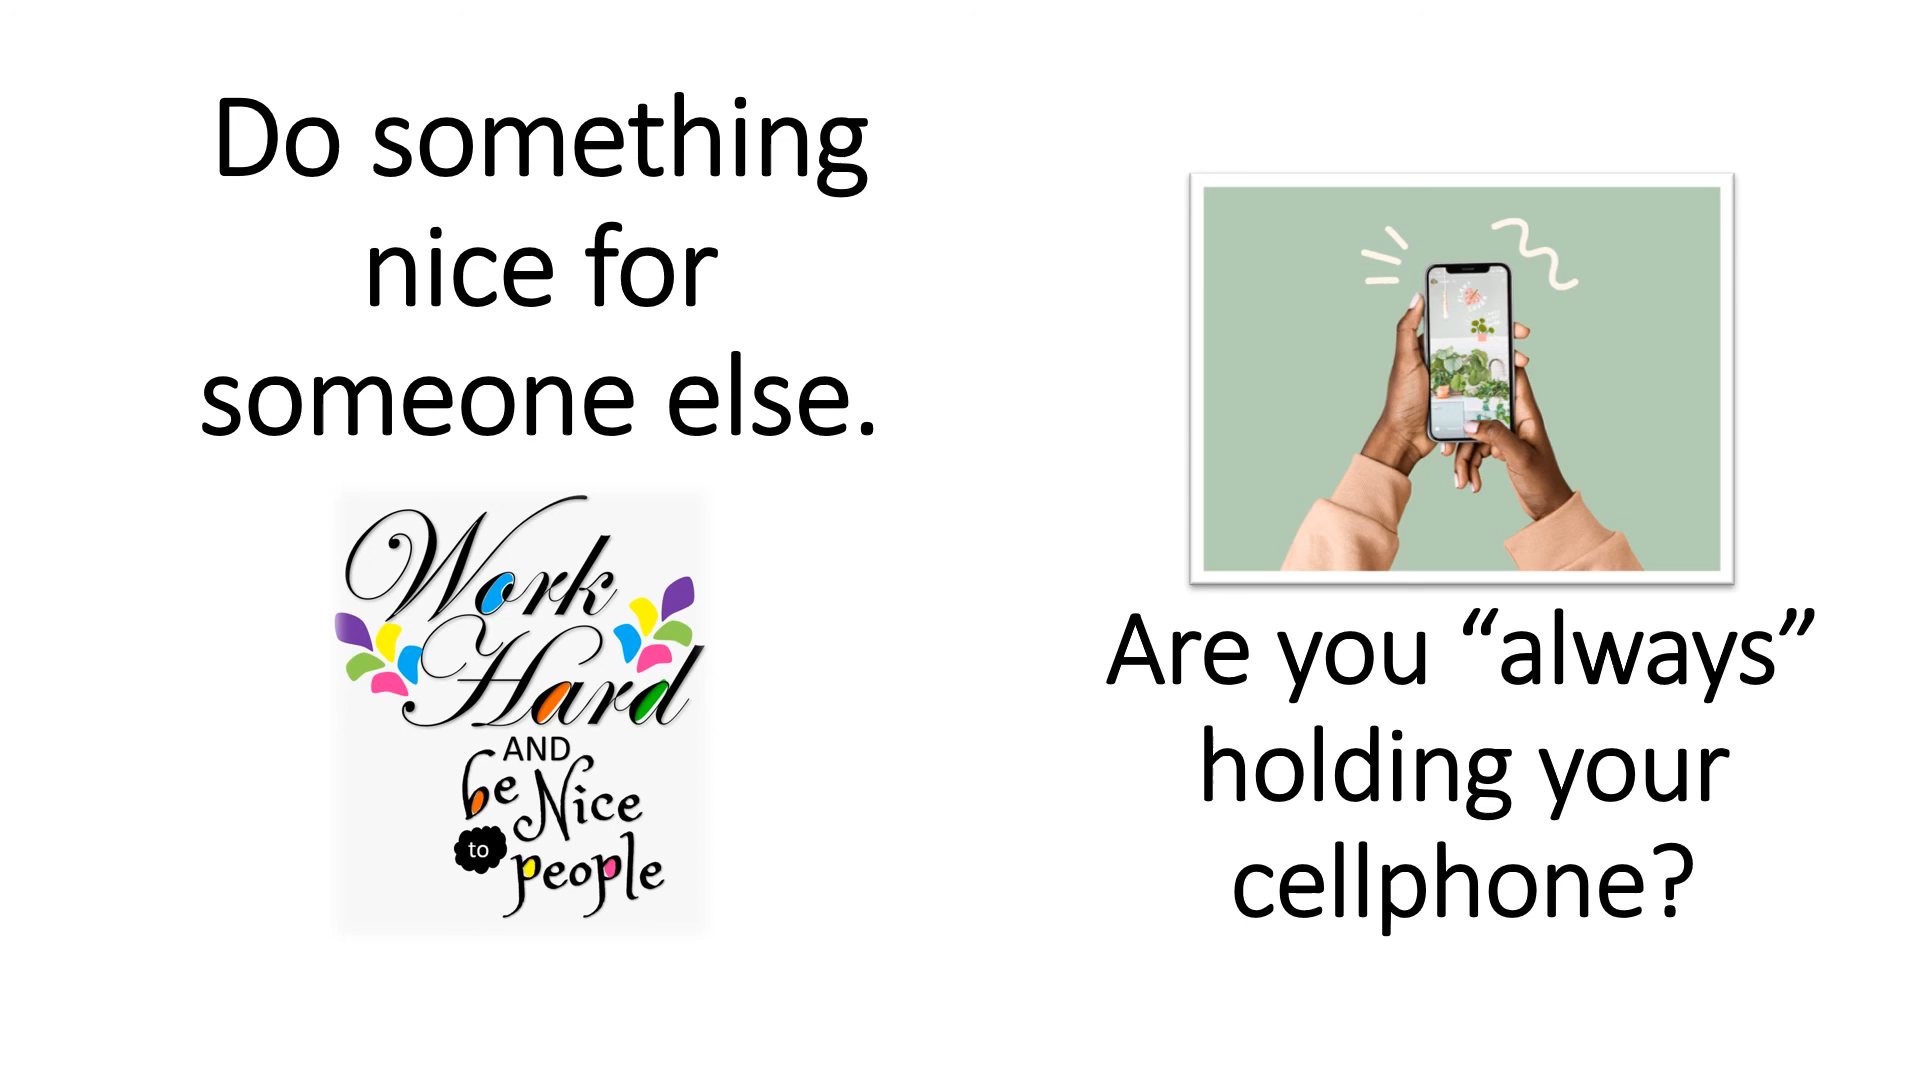 Do something
nice for
someone else.
Work
Hard
AND
be Nice
to people
Are you “always”
holding your
cellphone?